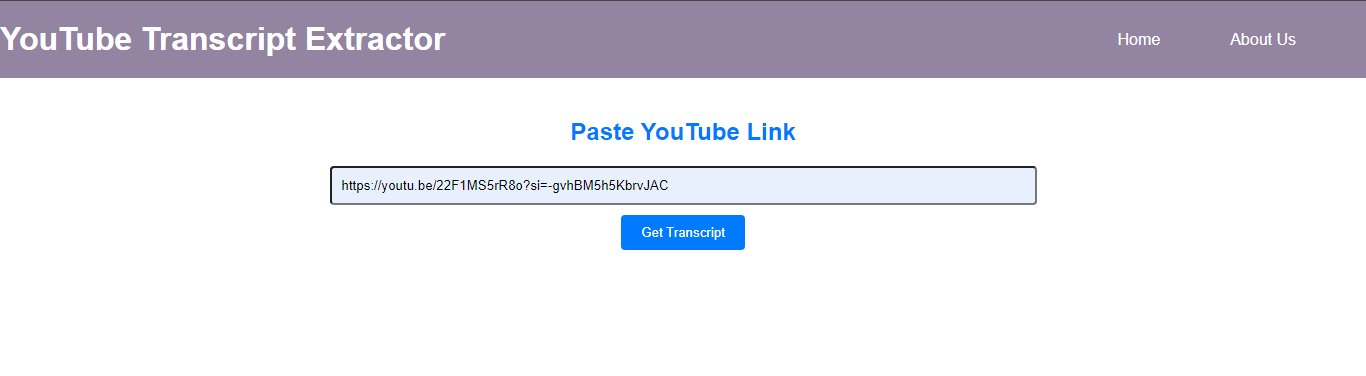 YouTube Transcript Extractor
Home
About Us
Paste YouTube Link
https://youtu.be/22F1MS5rR8o?si=-gvhBM5h5KbrvJAC
Get Transcript